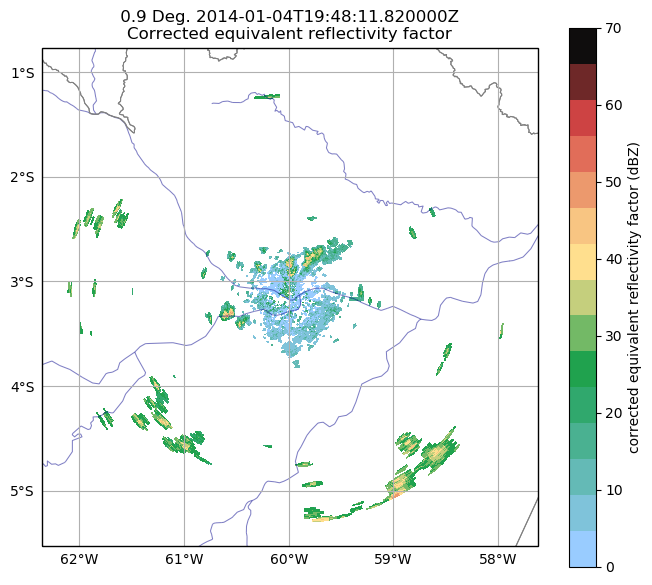 0.9 Deg. 2014-01-04T19:48:11.820000Z
Corrected equivalent reflectivity factor
1°S
2°S
3°S
4°S
5°S
62°W
61°W
60°W
59°W
58°W
70
60
50
40
30
20
10
0
corrected equivalent reflectivity factor (dBZ)